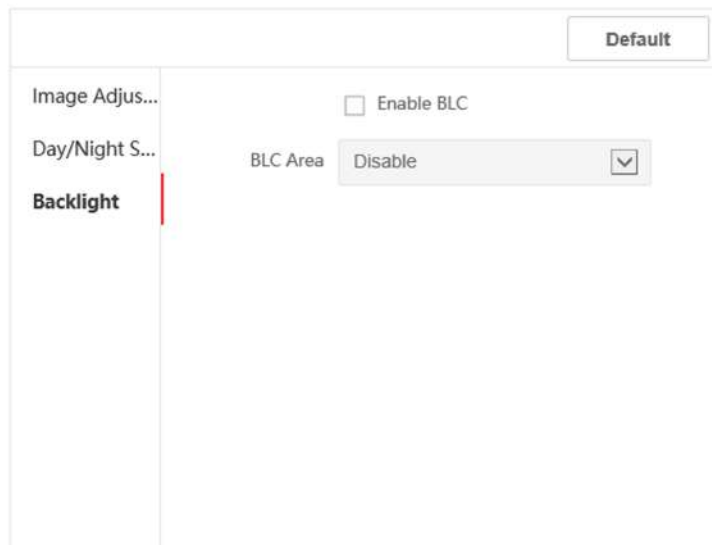 Default
Image Adjus...
Enable BLC
Day/Night S...
BLC Area Disable
Backlight